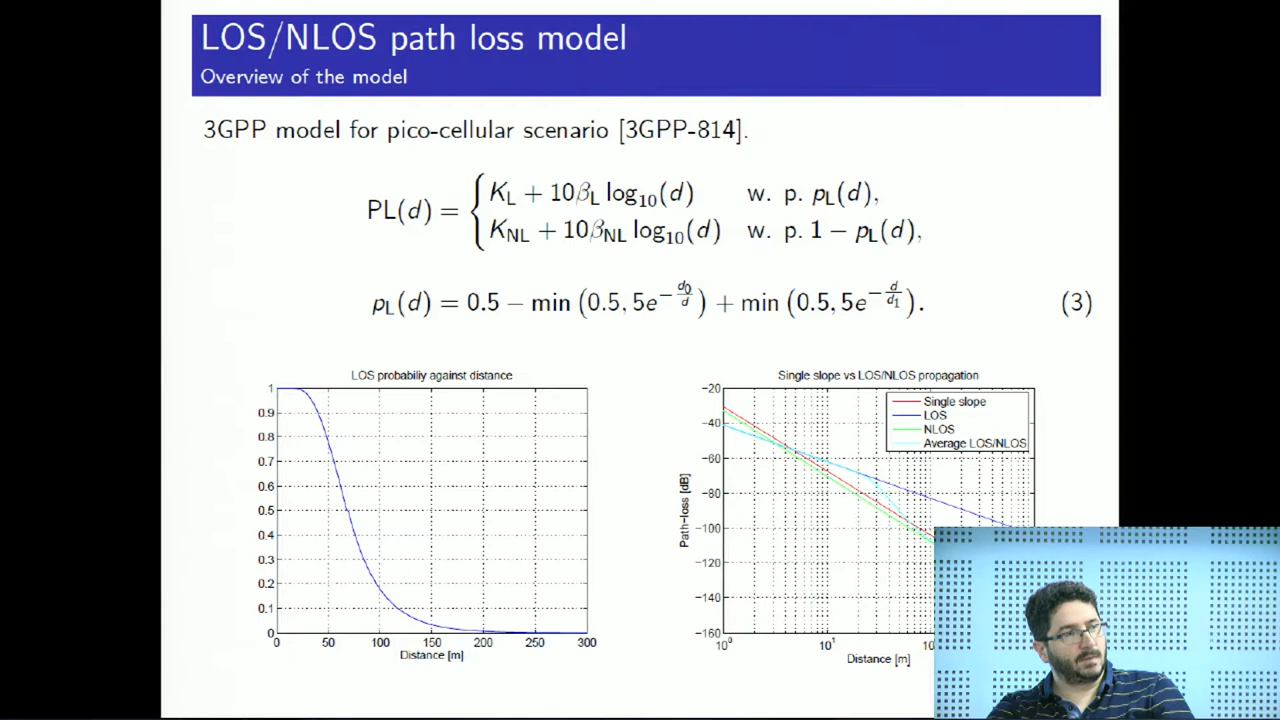 LOS/NLOS path loss model
Overview of the model
3GPP model for pico-cellular scenario [3GPP-814].
PL(d) = { K_L + 10β_L log_10(d) w. p. p_L(d),
K_NL + 10β_NL log_10(d) w. p. 1 − p_L(d),
p_L(d) = 0.5 − min (0.5, 5e^{−d_0/d}) + min (0.5, 5e^{−d/d_1}). (3)
LOS probabiliy against distance
1
0.9
0.8
0.7
0.6
0.5
0.4
0.3
0.2
0.1
0
0 50 100 150 200 250 300
Distance [m]
Single slope vs LOS/NLOS propagation
Single slope
LOS
NLOS
Average LOS/NLOS
Path−loss [dB]
−20
−40
−60
−80
−100
−120
−140
−160
10^0 10^1
Distance [m]